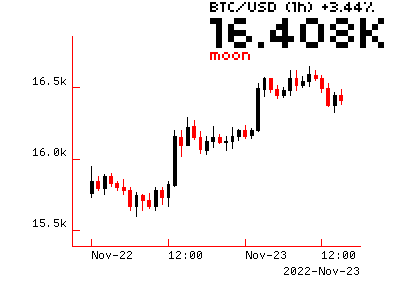 BTC/USD (1h) +3.44%
16.408K
moon
16.5k
16.0k
15.5k
Nov-22 12:00 Nov-23 12:00
2022-Nov-23